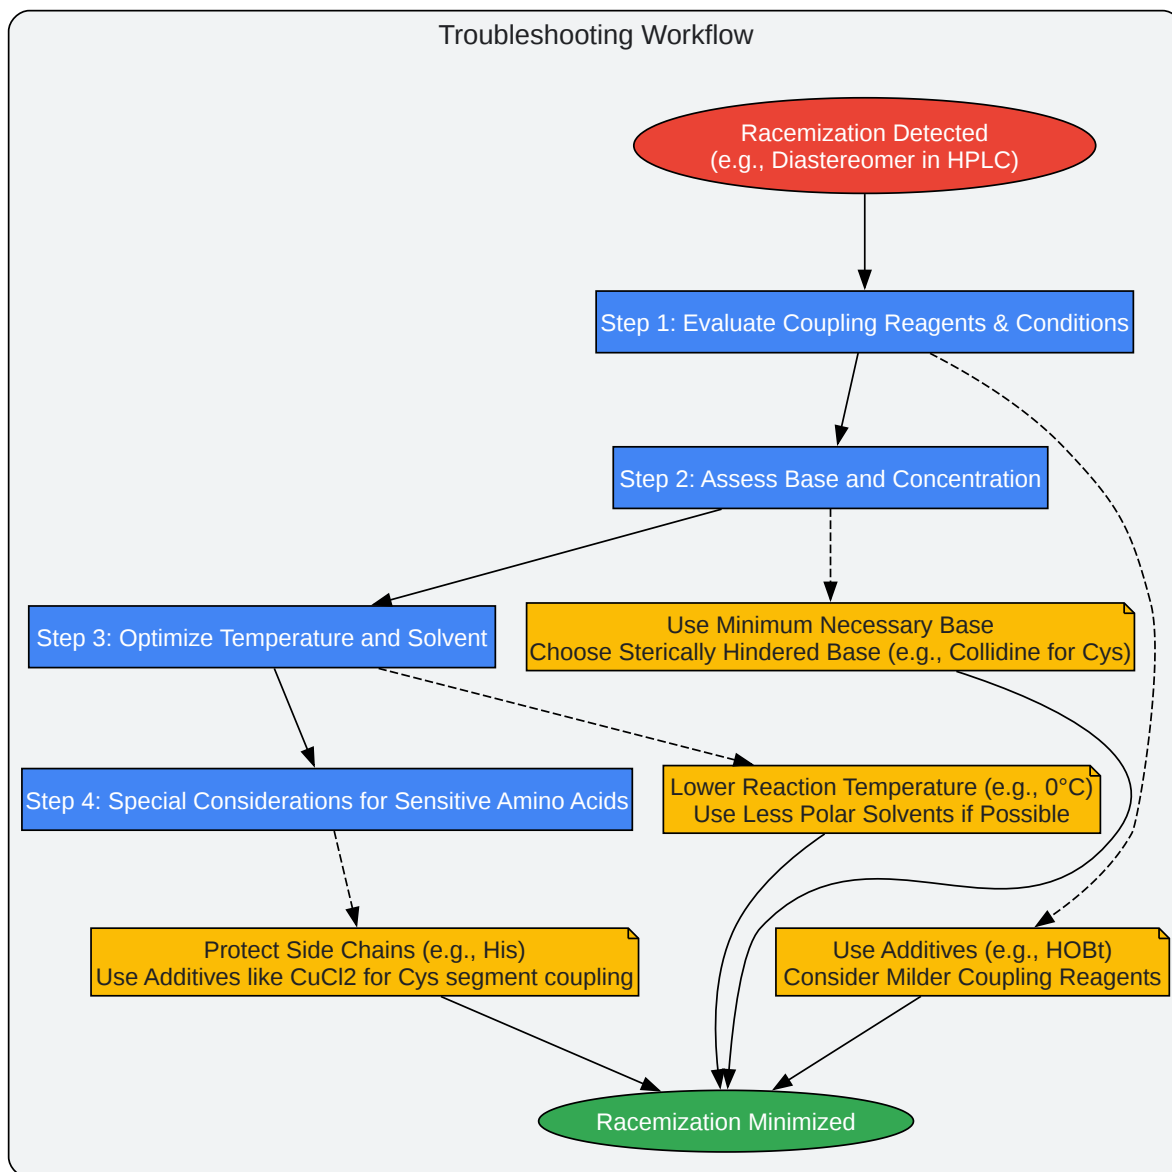 Troubleshooting Workflow
Racemization Detected
(e.g., Diastereomer in HPLC)
Step 1: Evaluate Coupling Reagents & Conditions
Step 2: Assess Base and Concentration
Step 3: Optimize Temperature and Solvent
Use Minimum Necessary Base
Choose Sterically Hindered Base (e.g., Collidine for Cys)
Step 4: Special Considerations for Sensitive Amino Acids
Lower Reaction Temperature (e.g., 0°C)
Use Less Polar Solvents if Possible
Protect Side Chains (e.g., His)
Use Additives like CuCl2 for Cys segment coupling
Use Additives (e.g., HOBt)
Consider Milder Coupling Reagents
Racemization Minimized